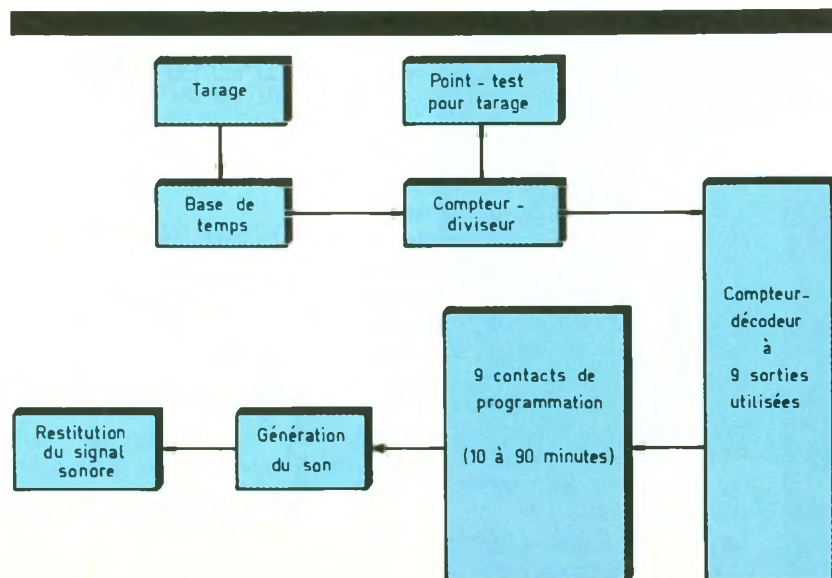 Tarage
Point - test
pour tarage
Base de
temps
Compteur -
diviseur
Compteur-
décodeur
à
9 sorties
utilisées
9 contacts de
programmation
(10 à 90 minutes)
Génération
du son
Restitution
du signal
sonore